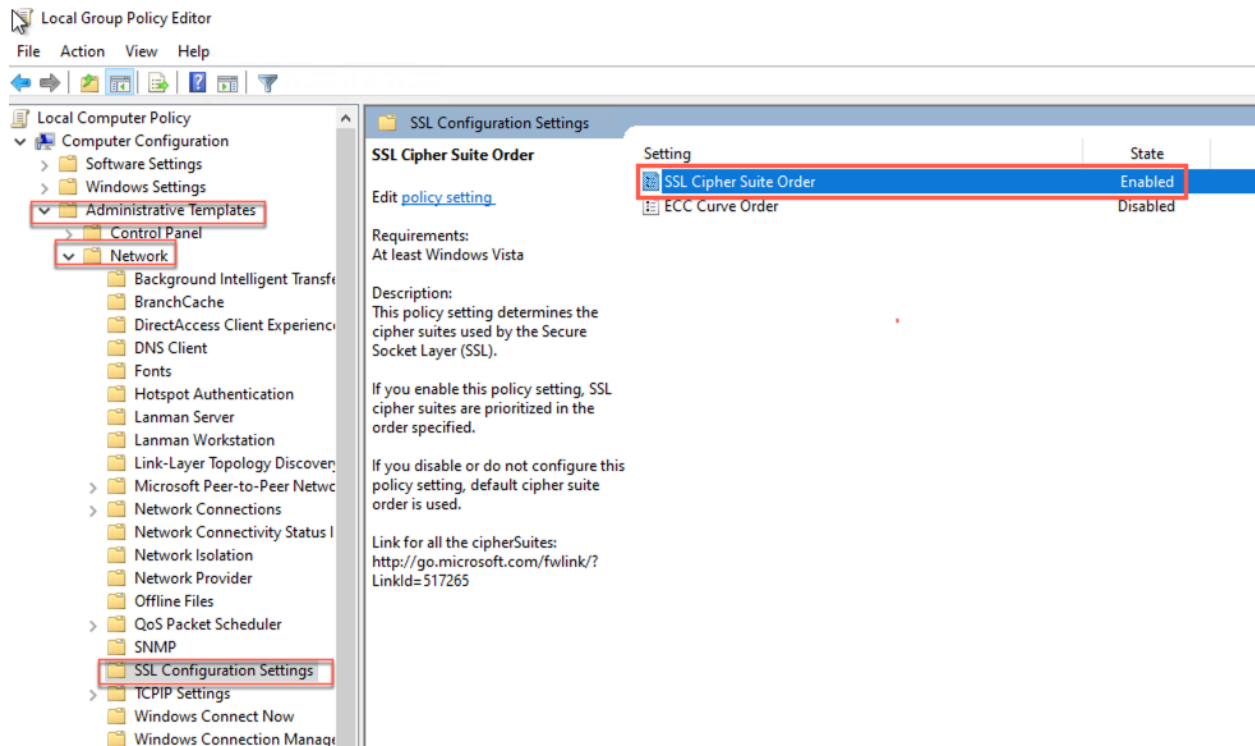 Local Group Policy Editor
File Action View Help
Local Computer Policy
Computer Configuration
Software Settings
Windows Settings
Administrative Templates
Control Panel
Network
Background Intelligent Transfe
BranchCache
DirectAccess Client Experienc
DNS Client
Fonts
Hotspot Authentication
Lanman Server
Lanman Workstation
Link-Layer Topology Discover
Microsoft Peer-to-Peer Netwo
Network Connections
Network Connectivity Status I
Network Isolation
Network Provider
Offline Files
QoS Packet Scheduler
SNMP
SSL Configuration Settings
TCPIP Settings
Windows Connect Now
Windows Connection Manage
SSL Configuration Settings
SSL Cipher Suite Order
Edit policy setting
Requirements:
At least Windows Vista
Description:
This policy setting determines the
cipher suites used by the Secure
Socket Layer (SSL).
If you enable this policy setting, SSL
cipher suites are prioritized in the
order specified.
If you disable or do not configure this
policy setting, default cipher suite
order is used.
Link for all the cipherSuites:
http://go.microsoft.com/fwlink/?
LinkId=517265
Setting State
SSL Cipher Suite Order Enabled
ECC Curve Order Disabled